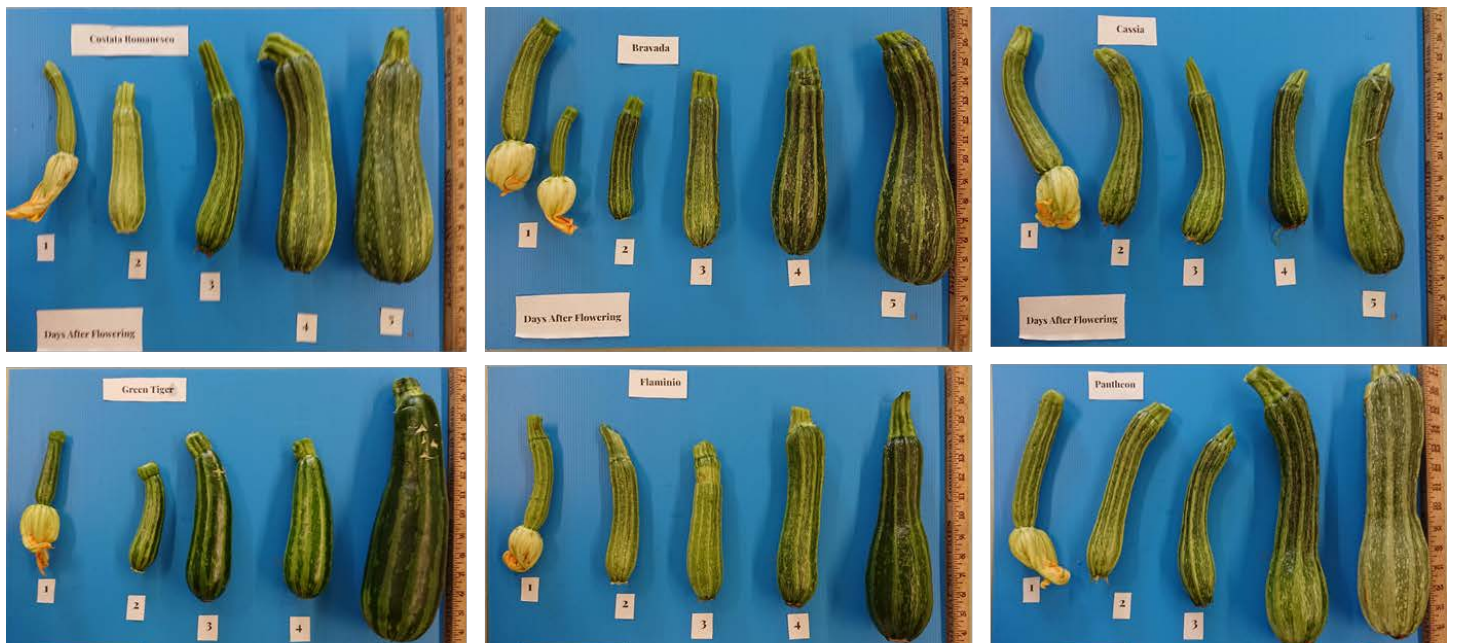 Costata Romanesco
1
2
3
4
5
Days After Flowering
Bravada
1
2
3
4
5
Days After Flowering
Cassia
1
2
3
4
5
Days After Flowering
Green Tiger
1
2
3
4
Flaminio
1
2
3
4
Pantheon
1
2
3